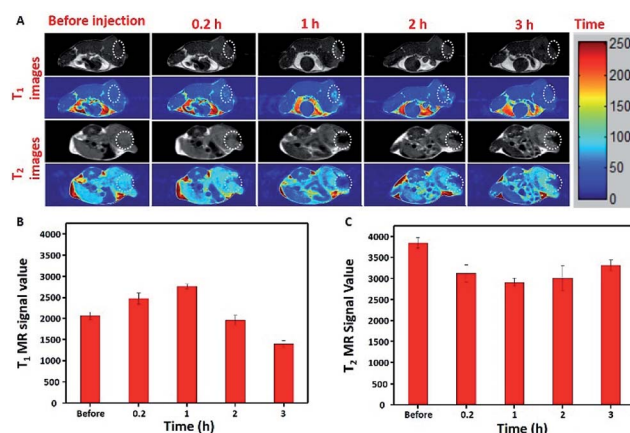 A
Before injection
0.2 h
1 h
2 h
3 h
Time
T1 images
T2 images
250
200
150
100
50
0
B
T1 MR signal value
4000
3500
3000
2500
2000
1500
1000
500
0
Before
0.2
1
2
3
Time (h)
C
T2 MR Signal Value
4000
3500
3000
2500
2000
1500
1000
500
0
Before
0.2
1
2
3
Time (h)